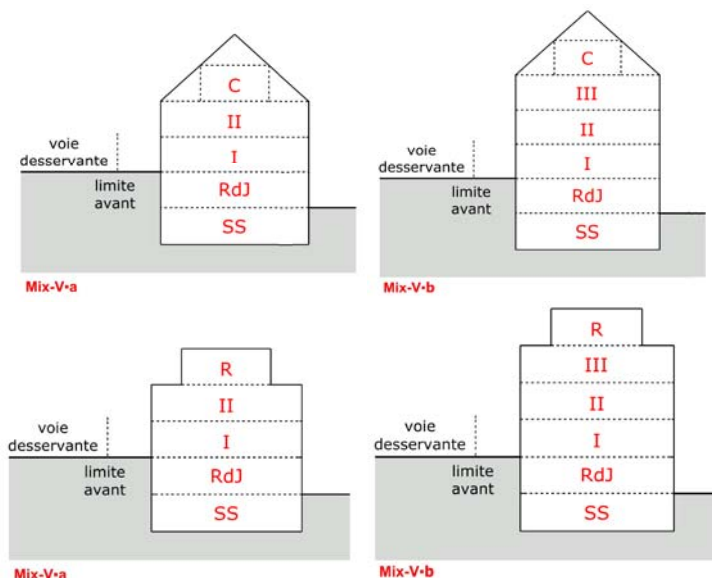 C
II
voie
desservante
I
limite
avant
RdJ
SS
Mix-V•a
C
III
II
voie
desservante
I
limite
avant
RdJ
SS
Mix-V•b
R
II
voie
desservante
I
limite
avant
RdJ
SS
Mix-V•a
R
III
II
voie
desservante
I
limite
avant
RdJ
SS
Mix-V•b